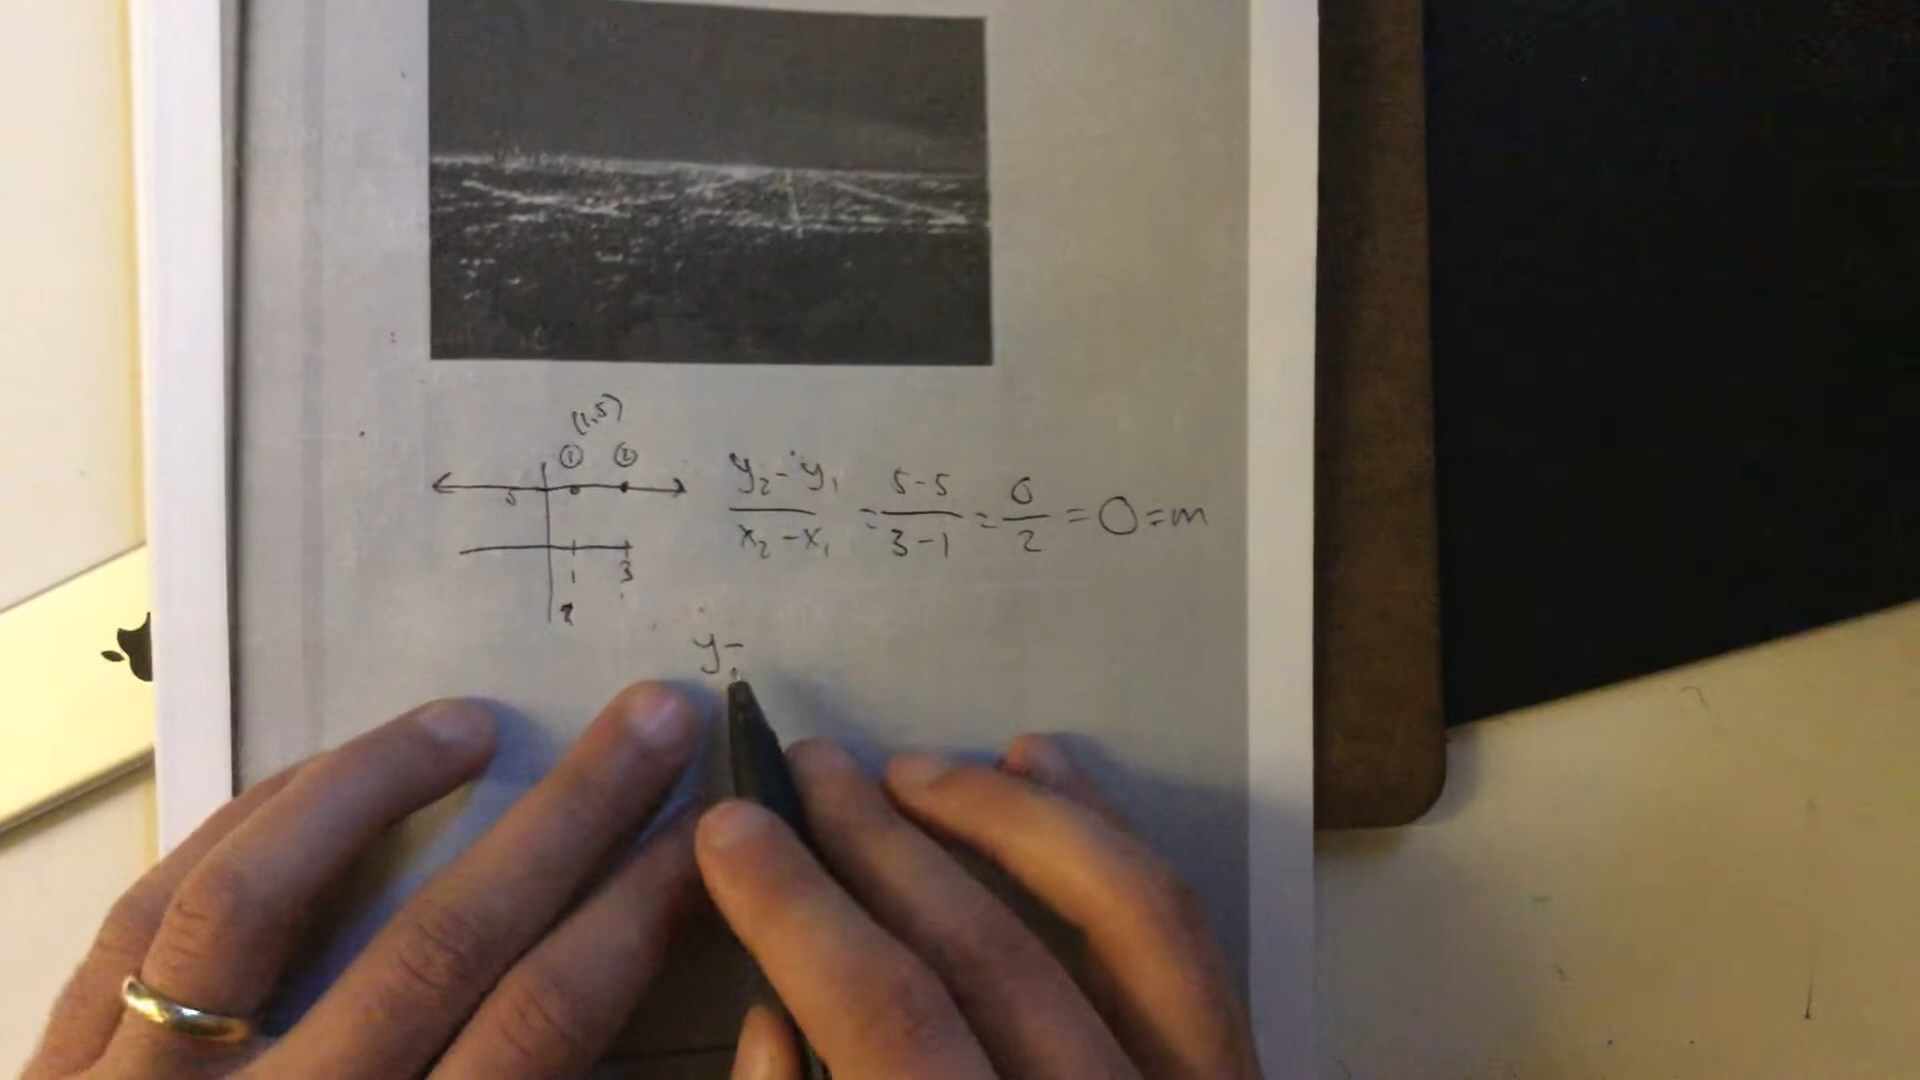 (1,5)
① ②
5
1 3
y₂-y₁ / x₂-x₁ = 5-5 / 3-1 = 0 / 2 = 0 = m
y-